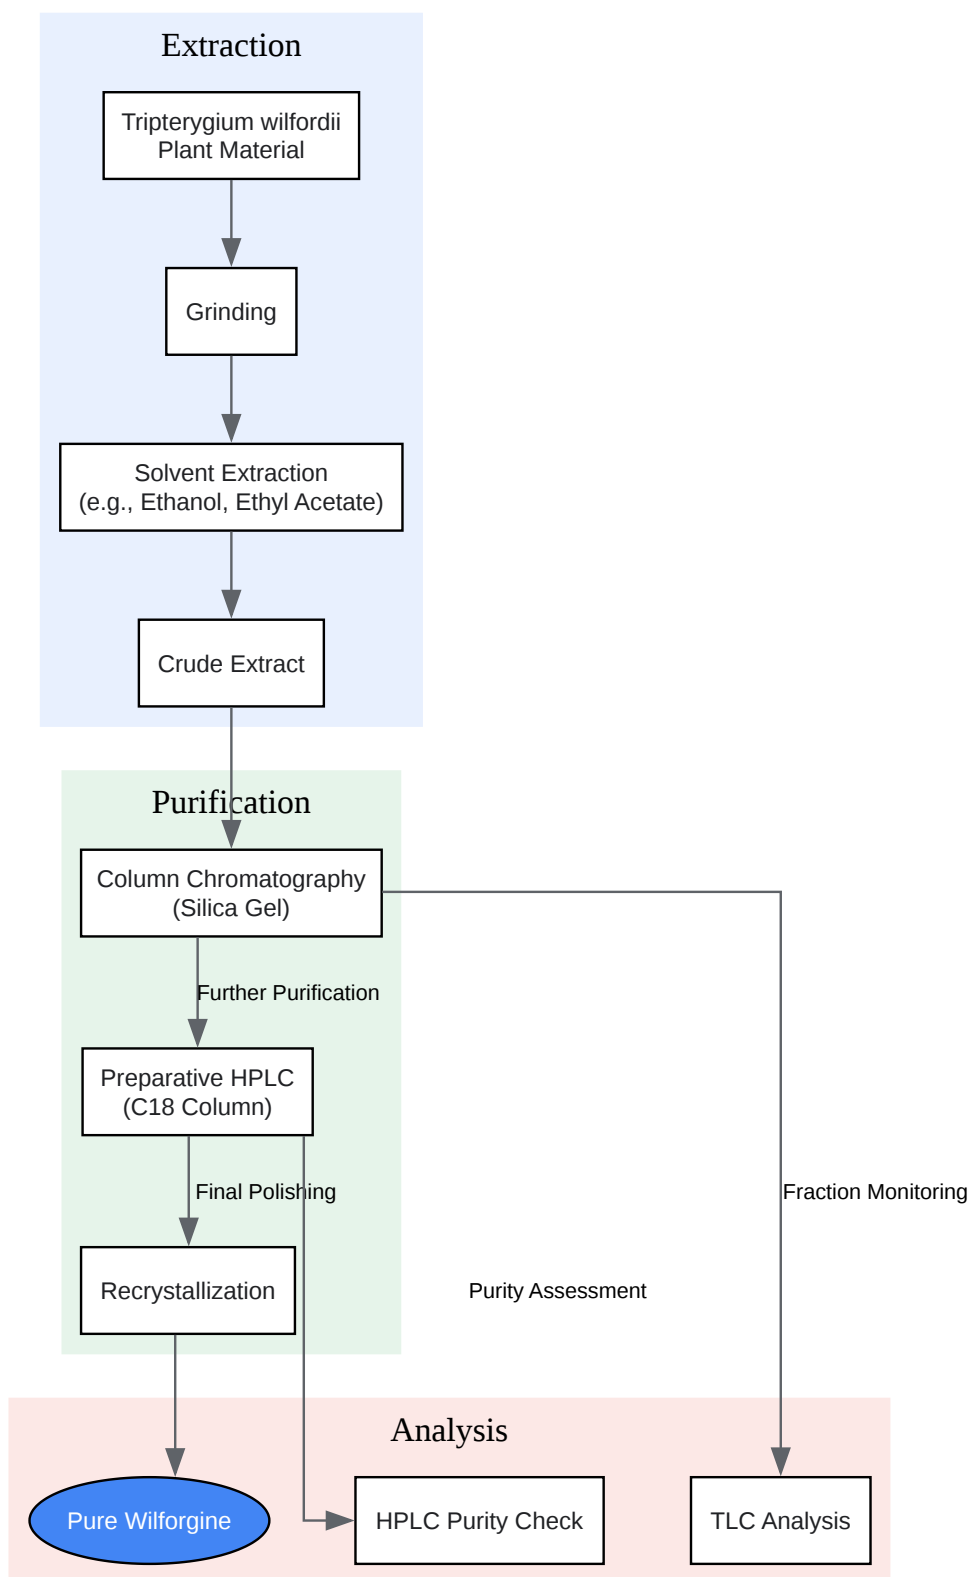 Extraction
Tripterygium wilfordii
Plant Material
Grinding
Solvent Extraction
(e.g., Ethanol, Ethyl Acetate)
Crude Extract
Purification
Column Chromatography
(Silica Gel)
Further Purification
Preparative HPLC
(C18 Column)
Final Polishing
Fraction Monitoring
Recrystallization
Purity Assessment
Analysis
Pure Wilforgine
HPLC Purity Check
TLC Analysis